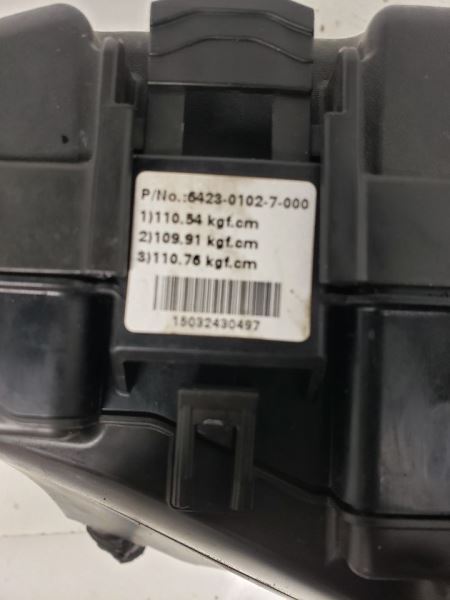 P/No.:6423-0102-7-000
1)110.54 kgf.cm
2)109.91 kgf.cm
3)110.76 kgf.cm
15032430497